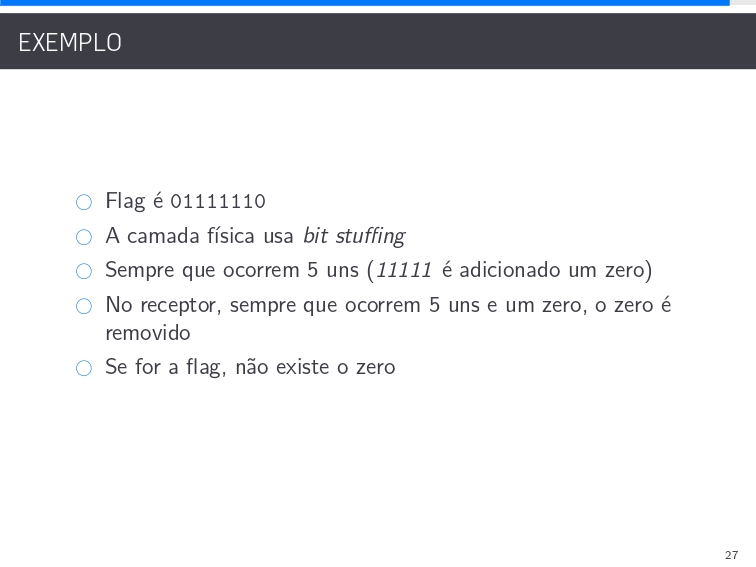 EXEMPLO
Flag é 01111110
A camada física usa bit stuffing
Sempre que ocorrem 5 uns (11111 é adicionado um zero)
No receptor, sempre que ocorrem 5 uns e um zero, o zero é
removido
Se for a flag, não existe o zero
27